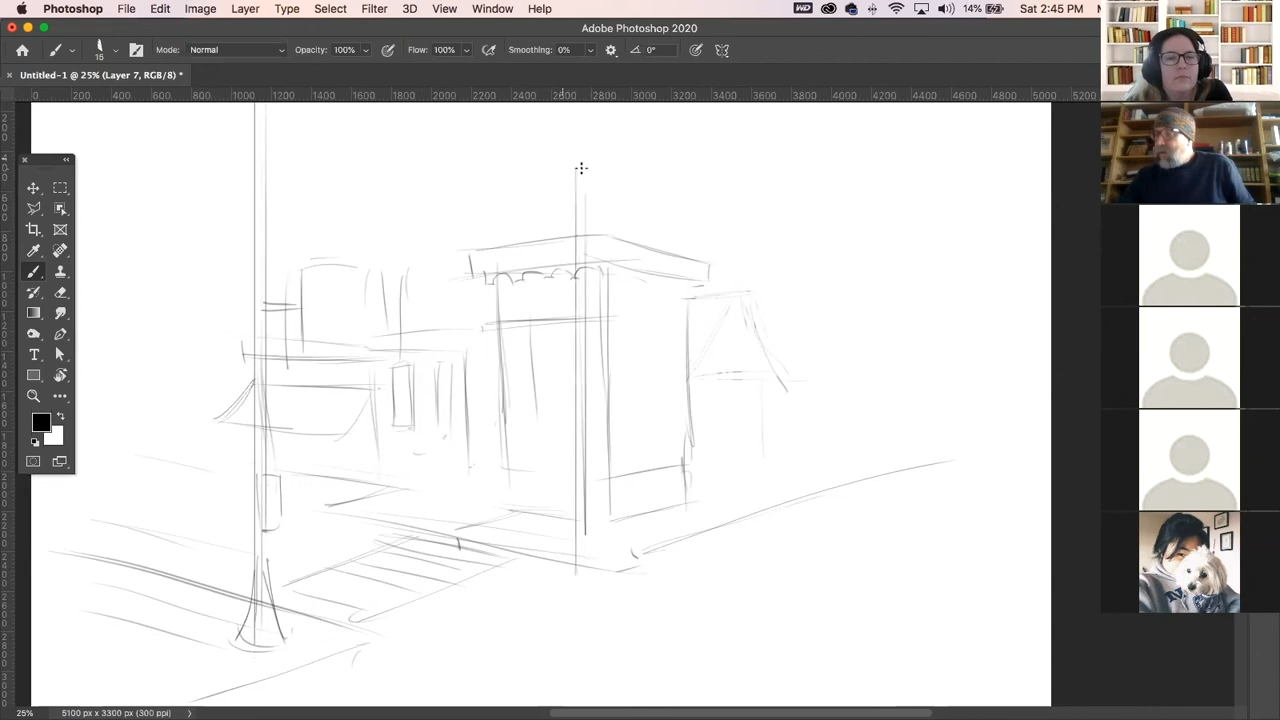 Photoshop File Edit Image Layer Type Select Filter 3D View Window Help 14% Sat 2:45 PM
Adobe Photoshop 2020
15 Mode: Normal Opacity: 100% Flow: 100% Smoothing: 0% 0°
Untitled-1 @ 25% (Layer 7, RGB/8) *
0 200 400 600 800 1000 1200 1400 1600 1800 2000 2200 2400 2600 2800 3000 3200 3400 3600 3800 4000 4200 4400 4600 4800 5000 5200
25% 5100 px x 3300 px (300 ppi)